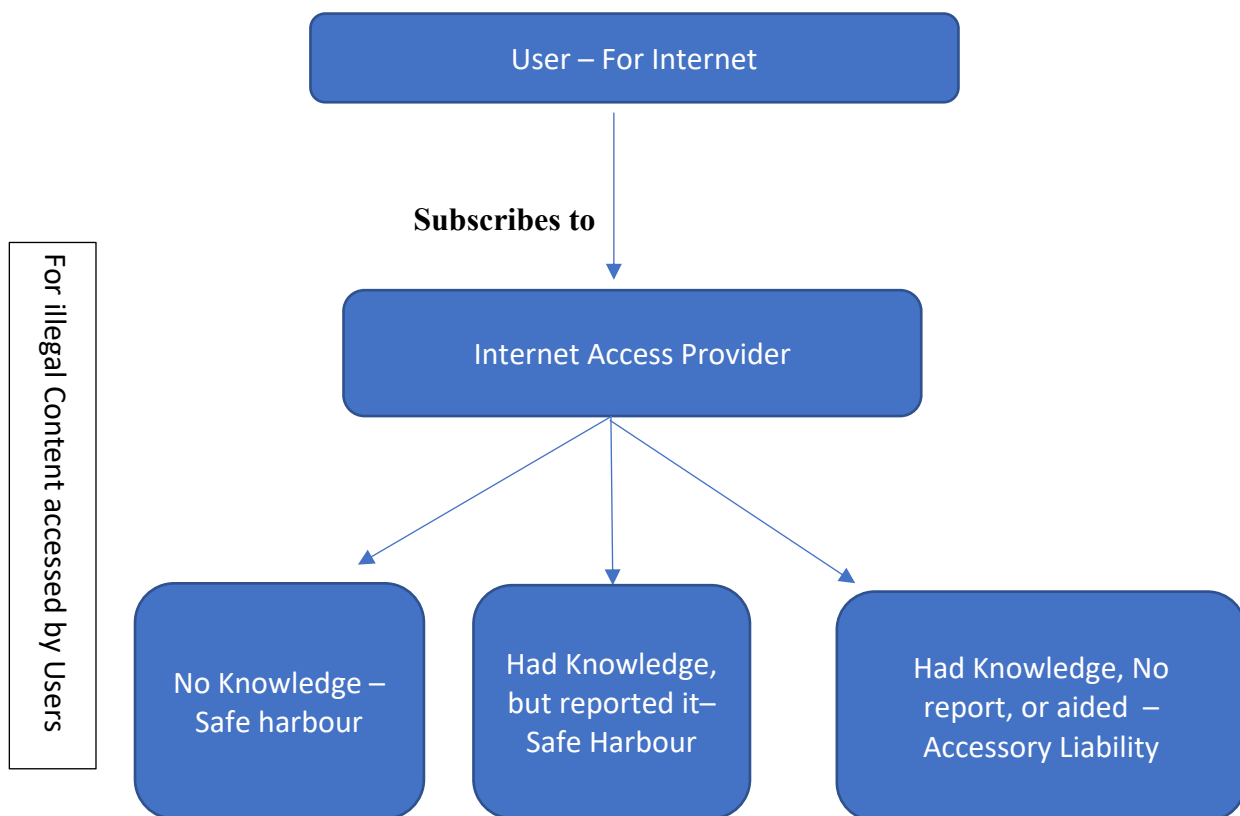 User – For Internet
Subscribes to
For illegal Content accessed by Users
Internet Access Provider
No Knowledge –
Safe harbour
Had Knowledge,
but reported it–
Safe Harbour
Had Knowledge, No
report, or aided –
Accessory Liability